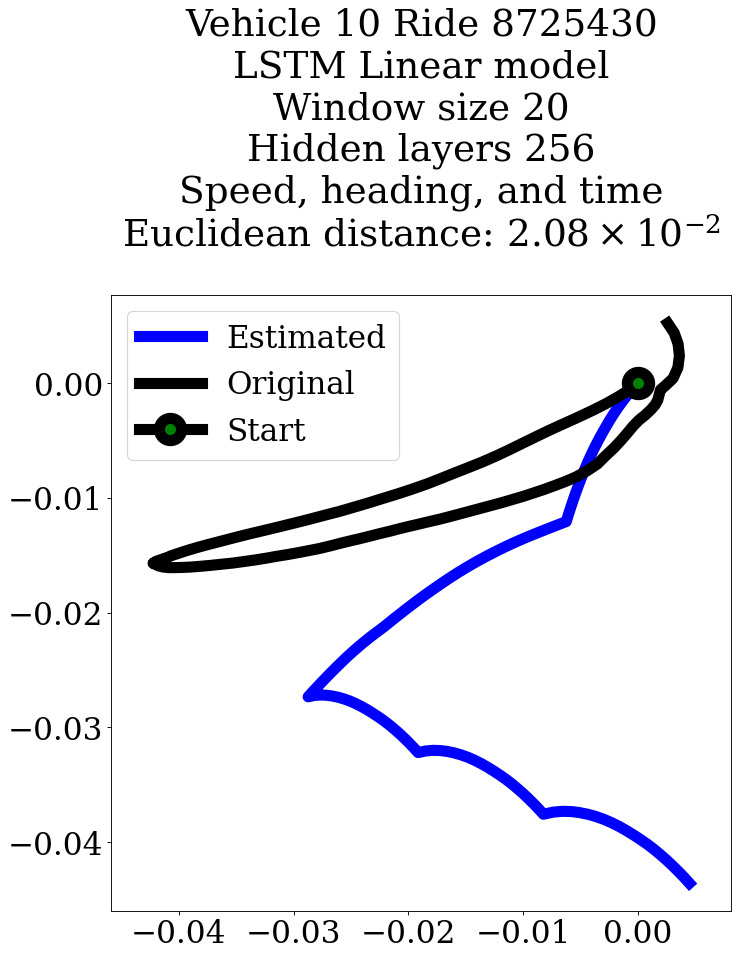 Vehicle 10 Ride 8725430
LSTM Linear model
Window size 20
Hidden layers 256
Speed, heading, and time
Euclidean distance: 2.08 × 10⁻²
Estimated
Original
Start
0.00
−0.01
−0.02
−0.03
−0.04
−0.04 −0.03 −0.02 −0.01 0.00